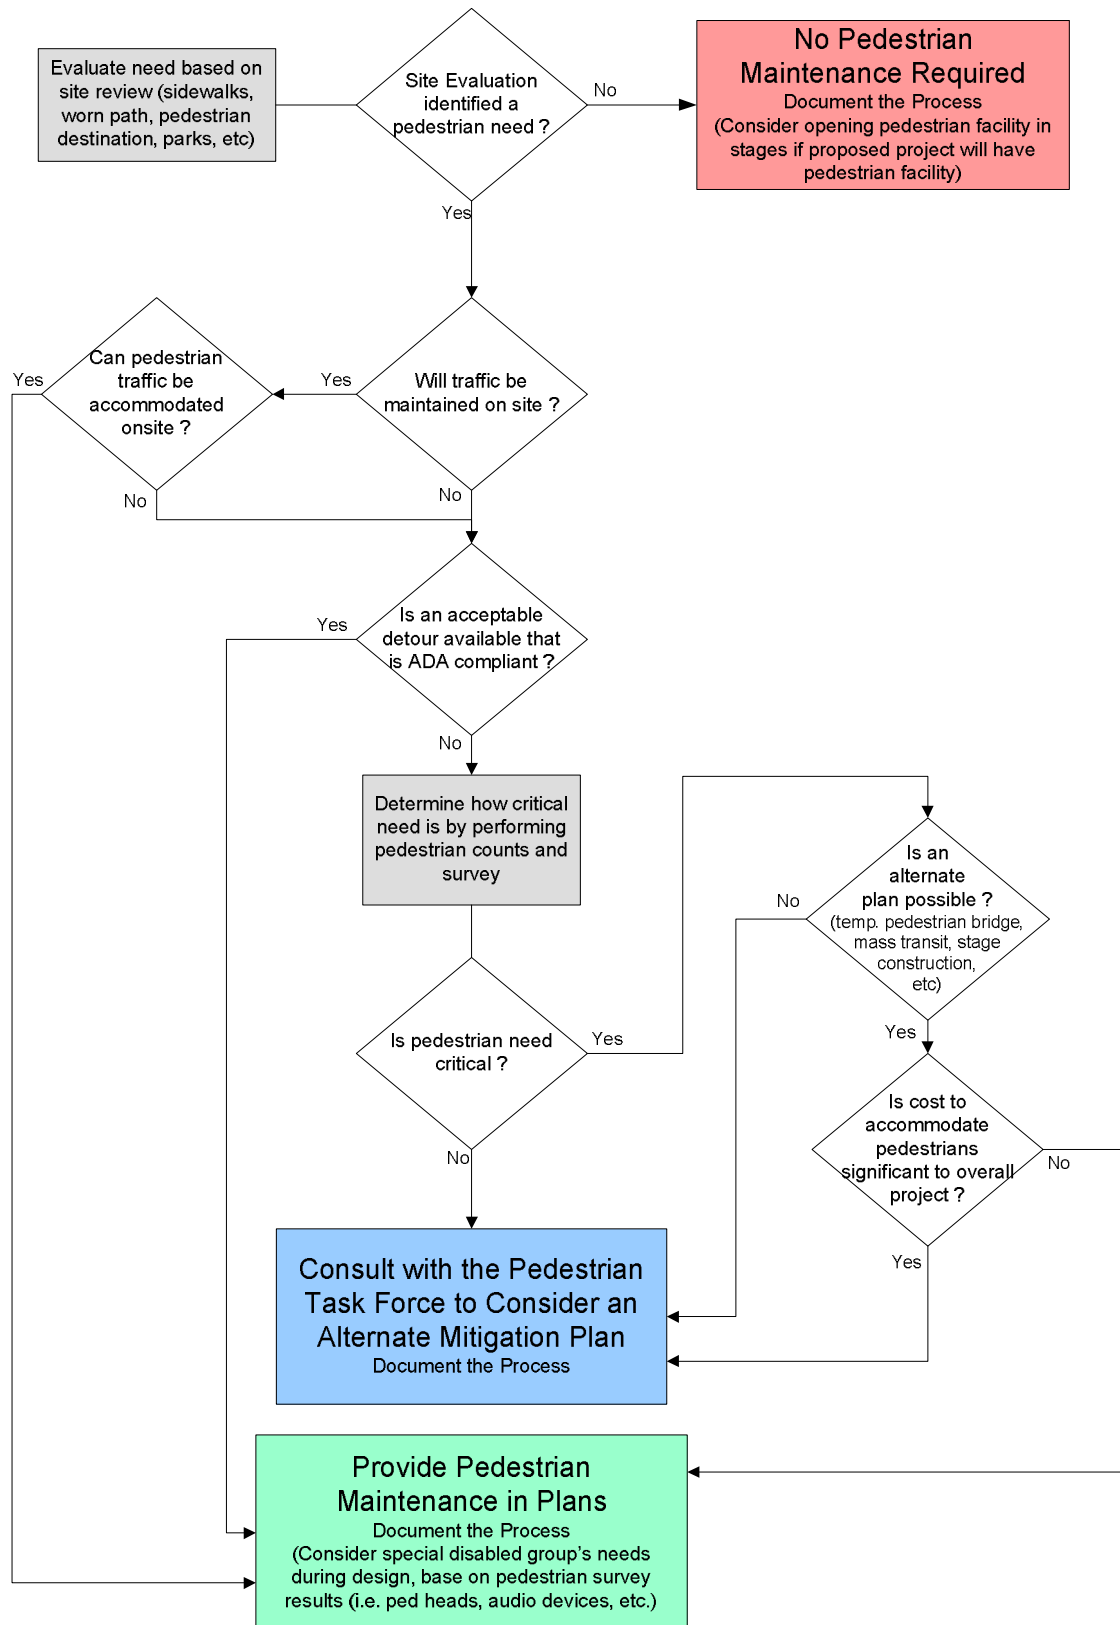 Evaluate need based on
site review (sidewalks,
worn path, pedestrian
destination, parks, etc)
Site Evaluation
identified a
pedestrian need ?
No
No Pedestrian
Maintenance Required
Document the Process
(Consider opening pedestrian facility in
stages if proposed project will have
pedestrian facility)
Yes
Can pedestrian
traffic be
accommodated
onsite ?
Yes
Yes
Will traffic be
maintained on site ?
No
No
Is an acceptable
detour available that
is ADA compliant ?
Yes
No
Determine how critical
need is by performing
pedestrian counts and
survey
Is an
alternate
plan possible ?
(temp. pedestrian bridge,
mass transit, stage
construction,
etc)
No
Yes
Is pedestrian need
critical ?
Yes
No
Is cost to
accommodate
pedestrians
significant to overall
project ?
No
Yes
Consult with the Pedestrian
Task Force to Consider an
Alternate Mitigation Plan
Document the Process
Provide Pedestrian
Maintenance in Plans
Document the Process
(Consider special disabled group's needs
during design, base on pedestrian survey
results (i.e. ped heads, audio devices, etc.)